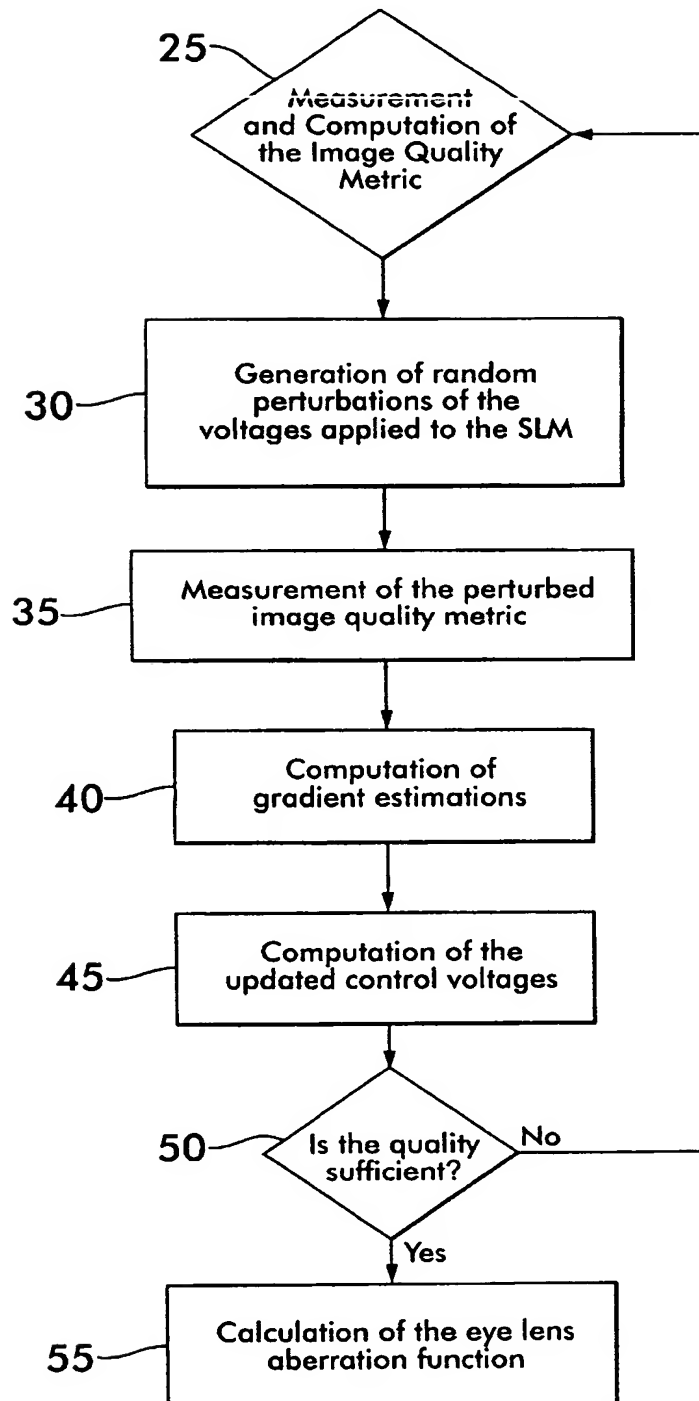 25
Measurement
and Computation of
the Image Quality
Metric
30
Generation of random
perturbations of the
voltages applied to the SLM
35
Measurement of the perturbed
image quality metric
40
Computation of
gradient estimations
45
Computation of the
updated control voltages
50
Is the quality
sufficient?
No
Yes
55
Calculation of the eye lens
aberration function